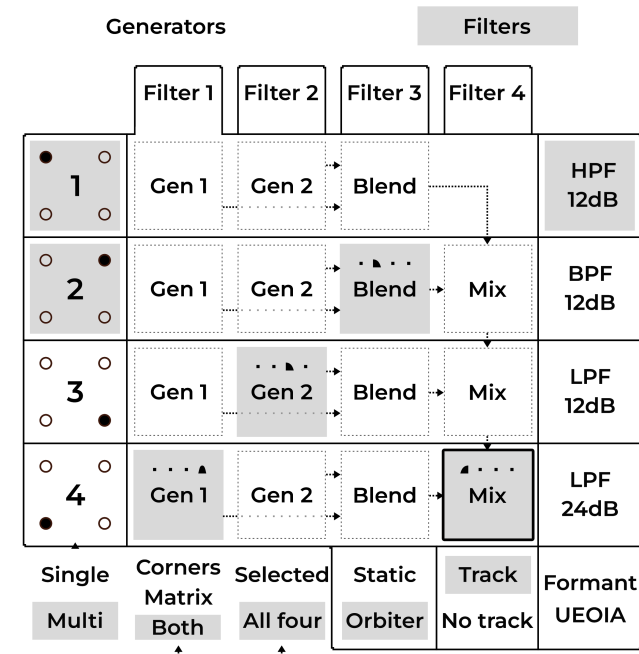 Generators
Filters
Filter 1
Filter 2
Filter 3
Filter 4
1
Gen 1
Gen 2
Blend
HPF
12dB
2
Gen 1
Gen 2
Blend
Mix
BPF
12dB
3
Gen 1
Gen 2
Blend
Mix
LPF
12dB
4
Gen 1
Gen 2
Blend
Mix
LPF
24dB
Single
Multi
Corners
Matrix
Both
Selected
All four
Static
Orbiter
Track
No track
Formant
UEOIA